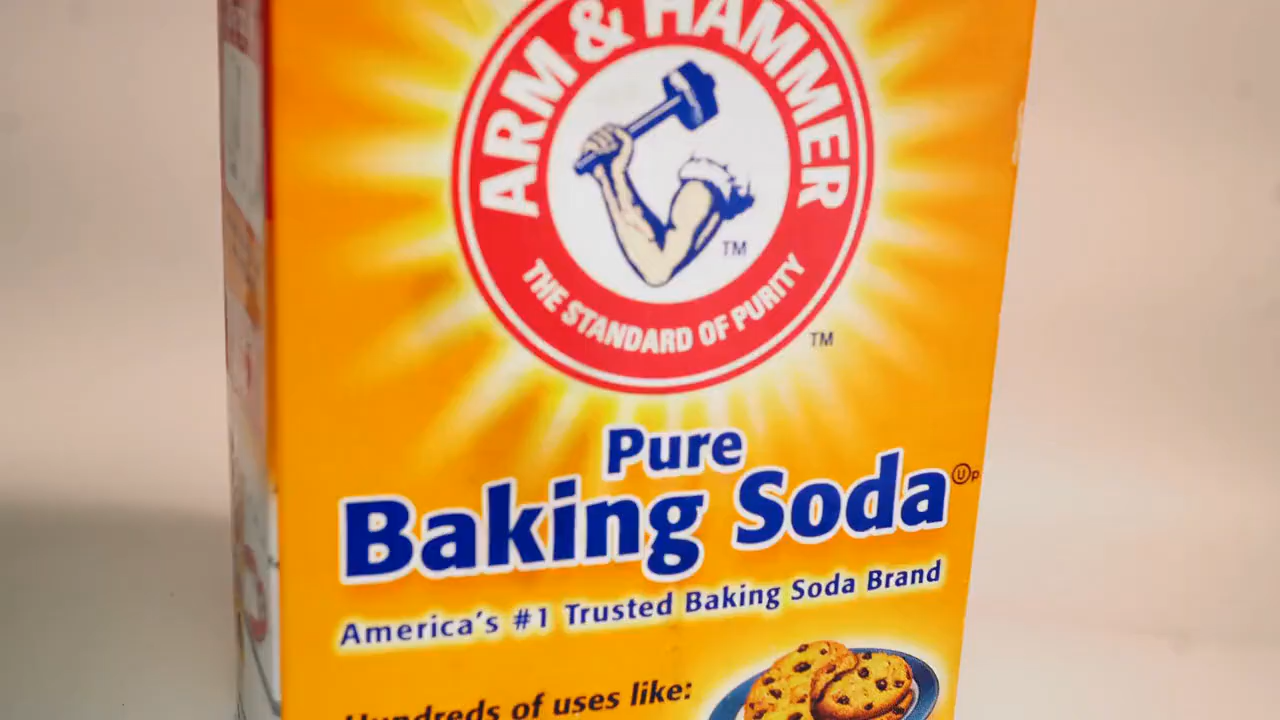 ARM & HAMMER
TM
THE STANDARD OF PURITY
TM
Pure
Baking Soda Ⓤp
America's #1 Trusted Baking Soda Brand
Hundreds of uses like: